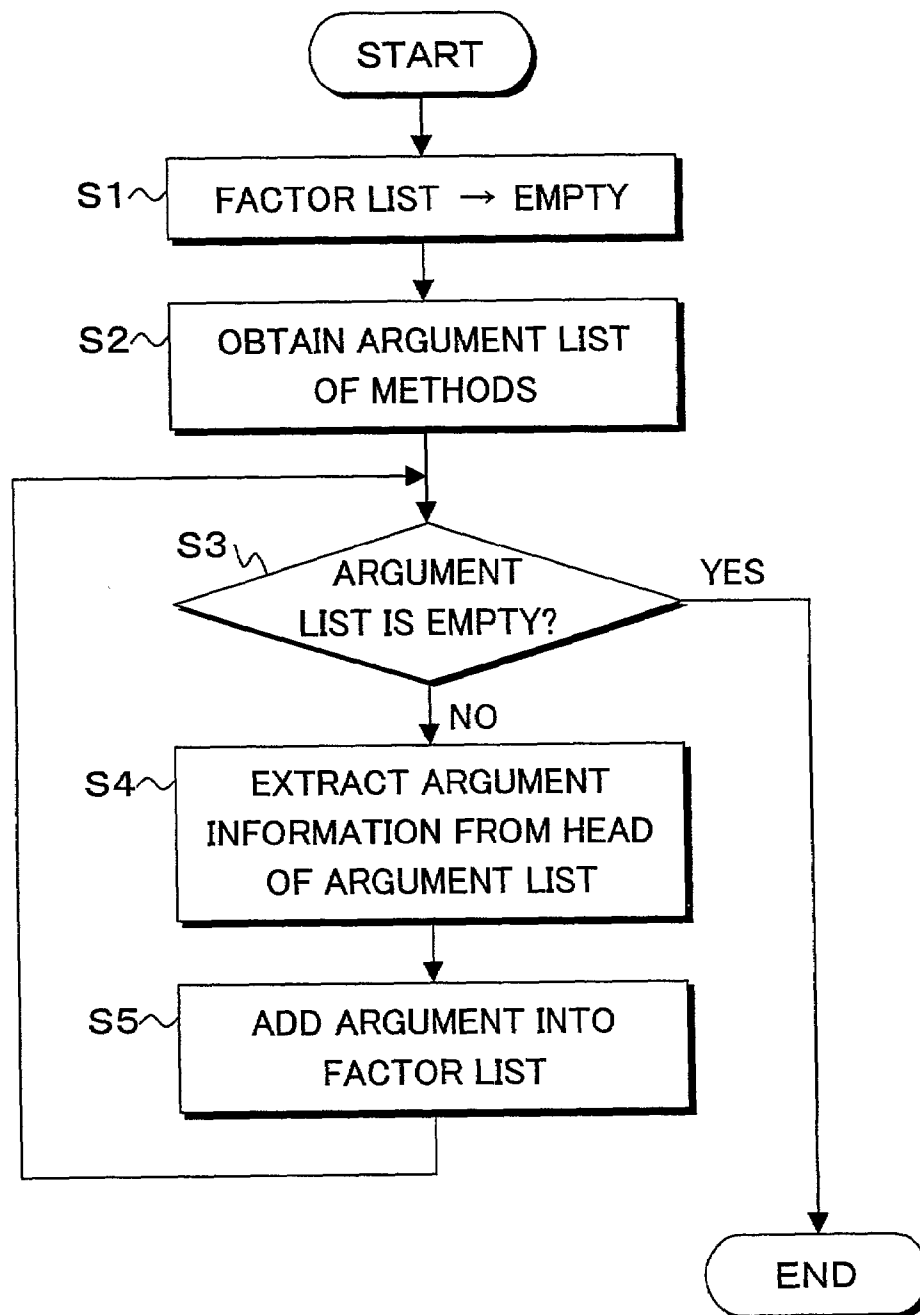 START
S1
FACTOR LIST → EMPTY
S2
OBTAIN ARGUMENT LIST
OF METHODS
S3
ARGUMENT
LIST IS EMPTY?
YES
NO
S4
EXTRACT ARGUMENT
INFORMATION FROM HEAD
OF ARGUMENT LIST
S5
ADD ARGUMENT INTO
FACTOR LIST
END